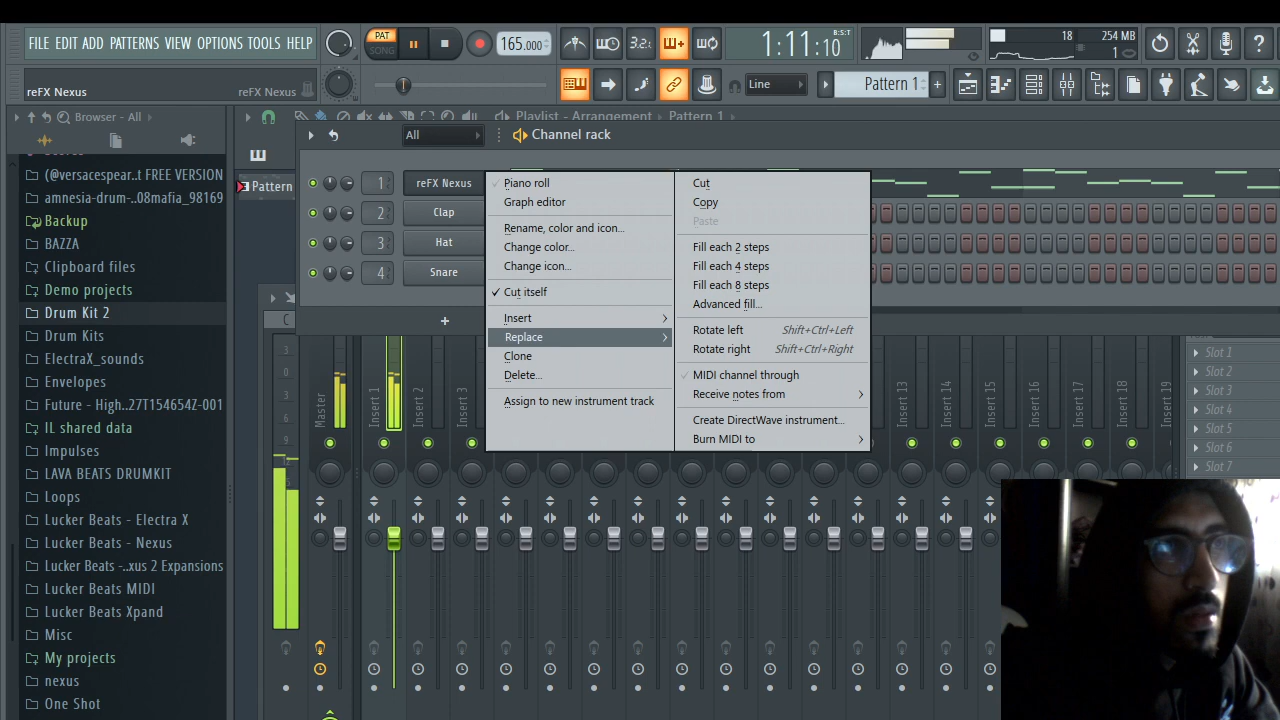 FILE EDIT ADD PATTERNS VIEW OPTIONS TOOLS HELP
PAT
SONG
165.000
3.2.
1:11:10
B:S:T
18
254 MB
1
reFX Nexus
reFX Nexus
Line
Pattern 1
Browser - All
Playlist - Arrangement
Pattern 1
All
Channel rack
Pattern
(@versacespear..t FREE VERSION
amnesia-drum-..08mafia_98169
Backup
BAZZA
Clipboard files
Demo projects
Drum Kit 2
Drum Kits
ElectraX_sounds
Envelopes
Future - High..27T154654Z-001
IL shared data
Impulses
LAVA BEATS DRUMKIT
Loops
Lucker Beats - Electra X
Lucker Beats - Nexus
Lucker Beats -..xus 2 Expansions
Lucker Beats MIDI
Lucker Beats Xpand
Misc
My projects
nexus
One Shot
1
reFX Nexus
2
Clap
3
Hat
4
Snare
+
Piano roll
Graph editor
Rename, color and icon...
Change color...
Change icon...
Cut itself
Insert
Replace
Clone
Delete...
Assign to new instrument track
Cut
Copy
Paste
Fill each 2 steps
Fill each 4 steps
Fill each 8 steps
Advanced fill...
Rotate left Shift+Ctrl+Left
Rotate right Shift+Ctrl+Right
MIDI channel through
Receive notes from
Create DirectWave instrument...
Burn MIDI to
C
Master
Insert 1
Insert 2
Insert 3
Insert 13
Insert 14
Insert 15
Insert 16
Insert 17
Insert 18
Slot 1
Slot 2
Slot 3
Slot 4
Slot 5
Slot 6
Slot 7